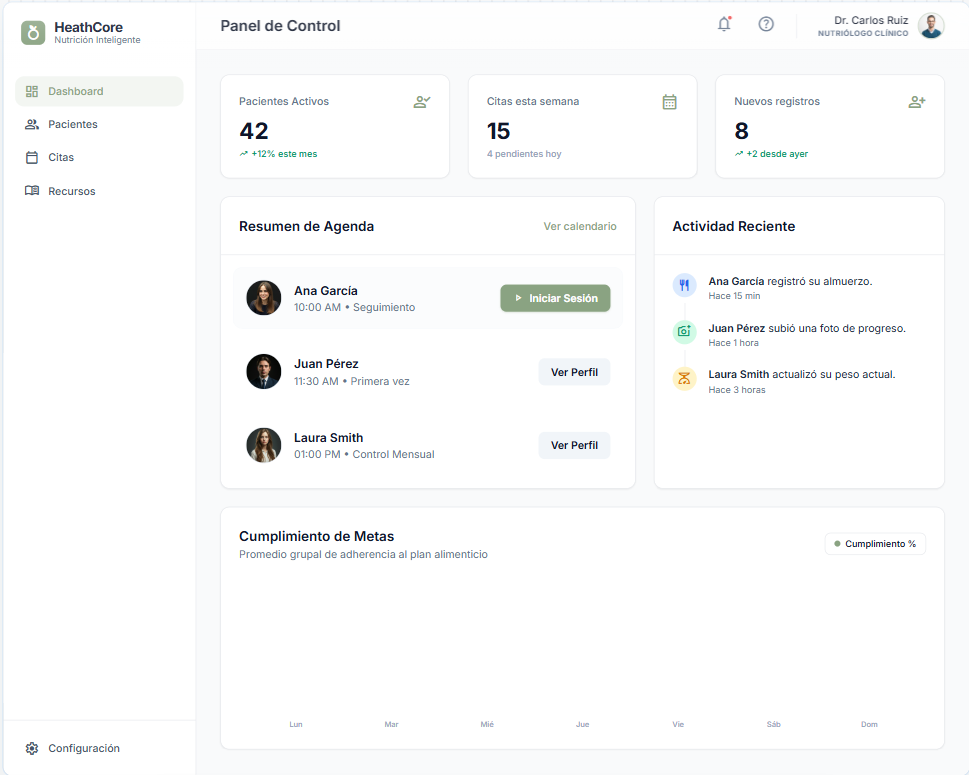 HeathCore
Nutrición Inteligente
Dashboard
Pacientes
Citas
Recursos
Configuración
Panel de Control
Dr. Carlos Ruiz
NUTRIÓLOGO CLÍNICO
Pacientes Activos
42
+12% este mes
Citas esta semana
15
4 pendientes hoy
Nuevos registros
8
+2 desde ayer
Resumen de Agenda
Ver calendario
Ana García
10:00 AM • Seguimiento
Iniciar Sesión
Juan Pérez
11:30 AM • Primera vez
Ver Perfil
Laura Smith
01:00 PM • Control Mensual
Ver Perfil
Actividad Reciente
Ana García registró su almuerzo.
Hace 15 min
Juan Pérez subió una foto de progreso.
Hace 1 hora
Laura Smith actualizó su peso actual.
Hace 3 horas
Cumplimiento de Metas
Promedio grupal de adherencia al plan alimenticio
Cumplimiento %
Lun Mar Mié Jue Vie Sáb Dom